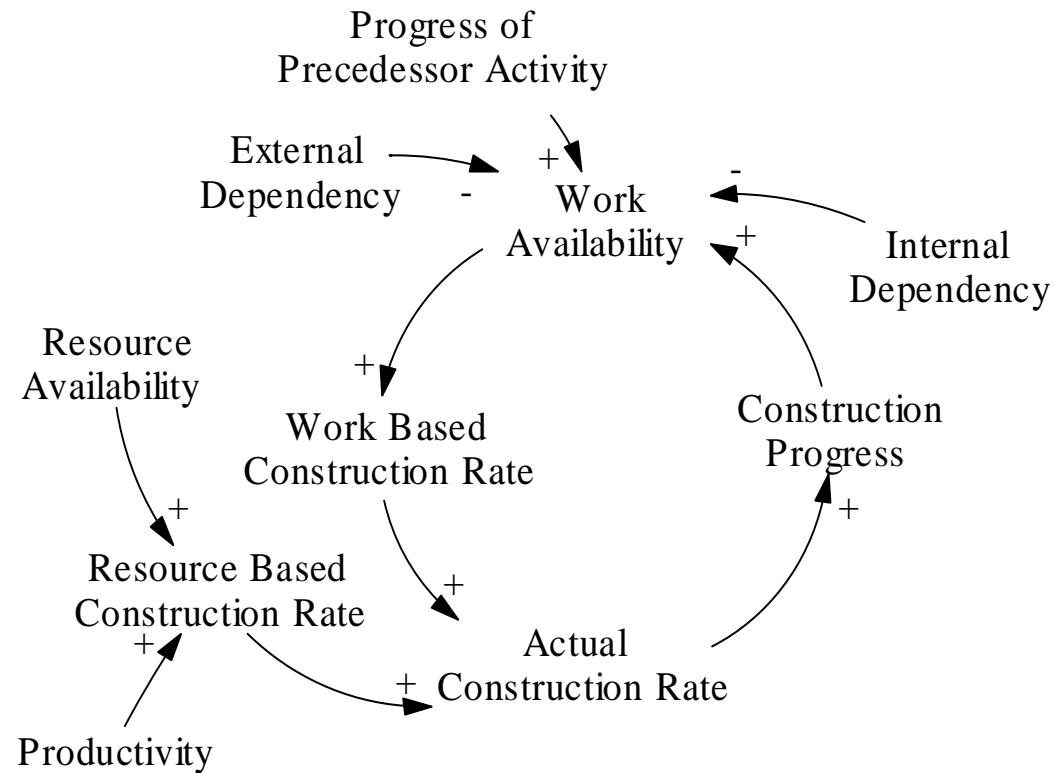 Progress of
Precedessor Activity
External
Dependency
+
-
Work
Availability
-
+
Internal
Dependency
Resource
Availability
+
Work Based
Construction Rate
Construction
Progress
+
+
Resource Based
Construction Rate
+
+
Actual
Construction Rate
+
Productivity